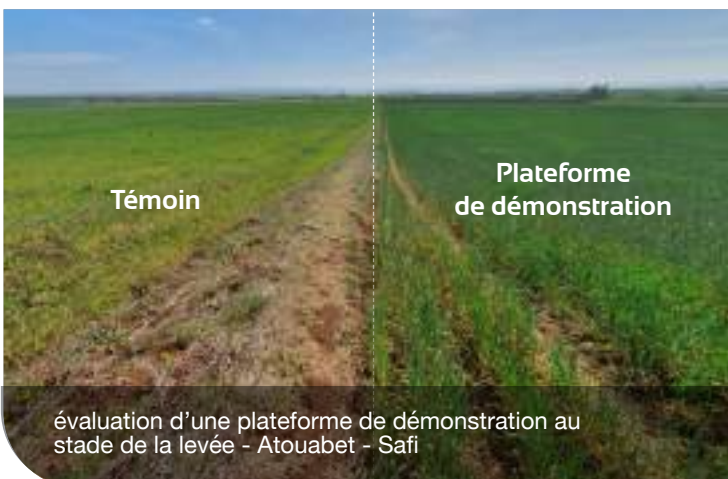 Témoin
Plateforme
de démonstration
évaluation d’une plateforme de démonstration au
stade de la levée - Atouabet - Safi